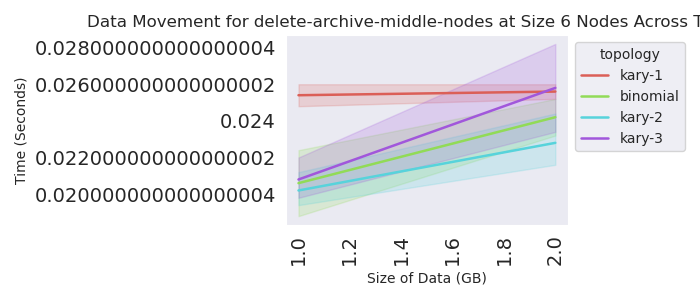 Data Movement for delete-archive-middle-nodes at Size 6 Nodes Across
Time (Seconds)
0.028000000000000004
0.026000000000000002
0.024
0.022000000000000002
0.020000000000000004
1.0
1.2
1.4
1.6
1.8
2.0
Size of Data (GB)
topology
kary-1
binomial
kary-2
kary-3